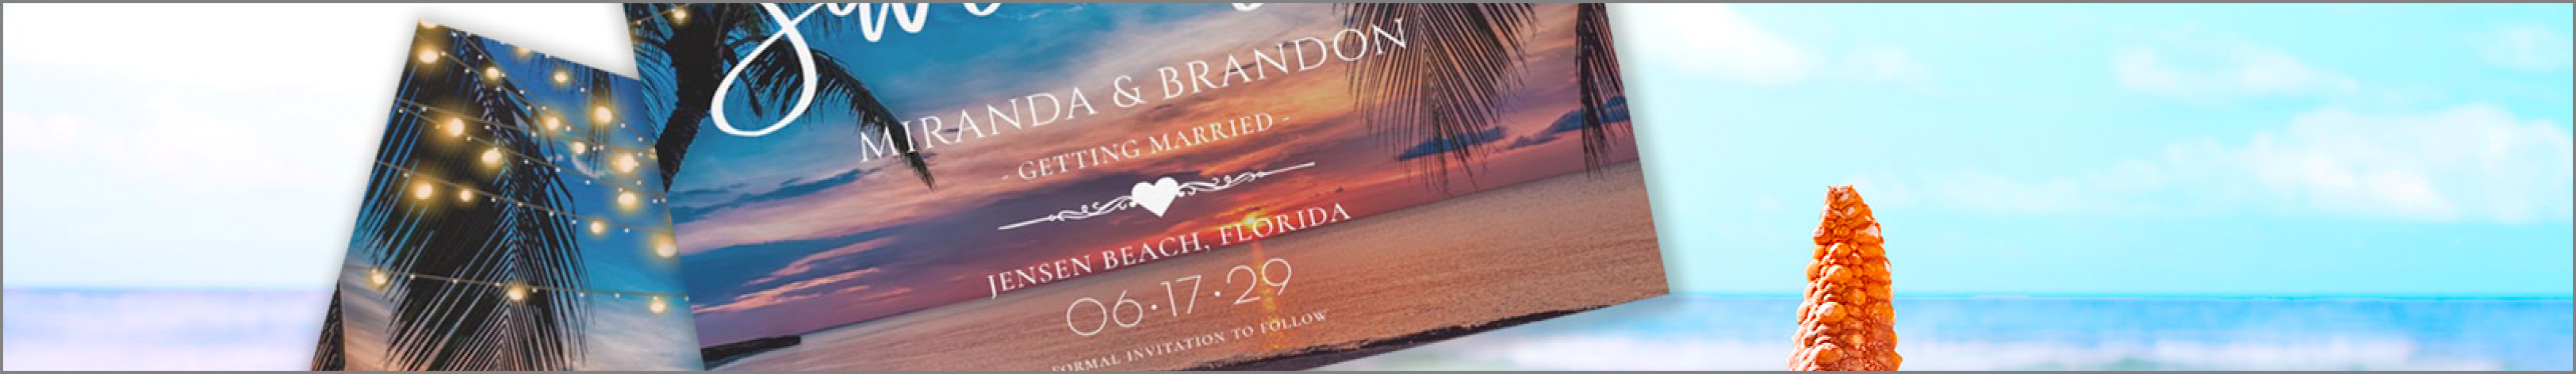 MIRANDA & BRANDON
- GETTING MARRIED -
JENSEN BEACH, FLORIDA
06•17•29
FORMAL INVITATION TO FOLLOW